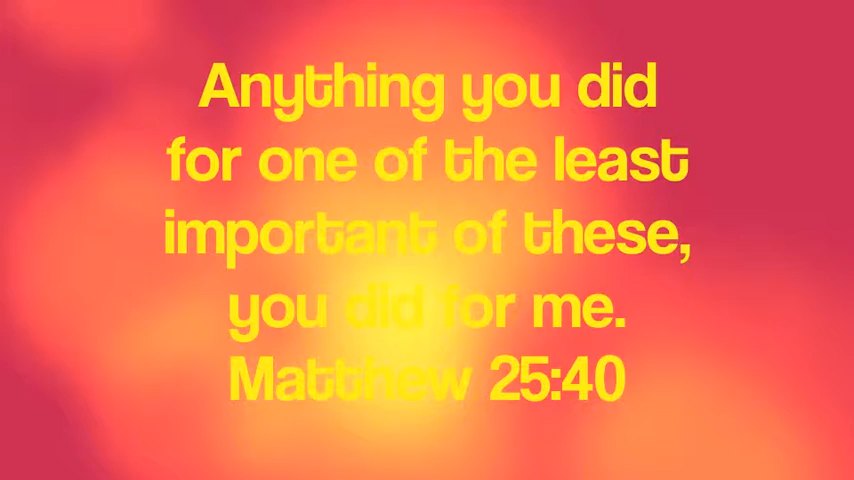 Anything you did
for one of the least
important of these,
you did for me.
Matthew 25:40